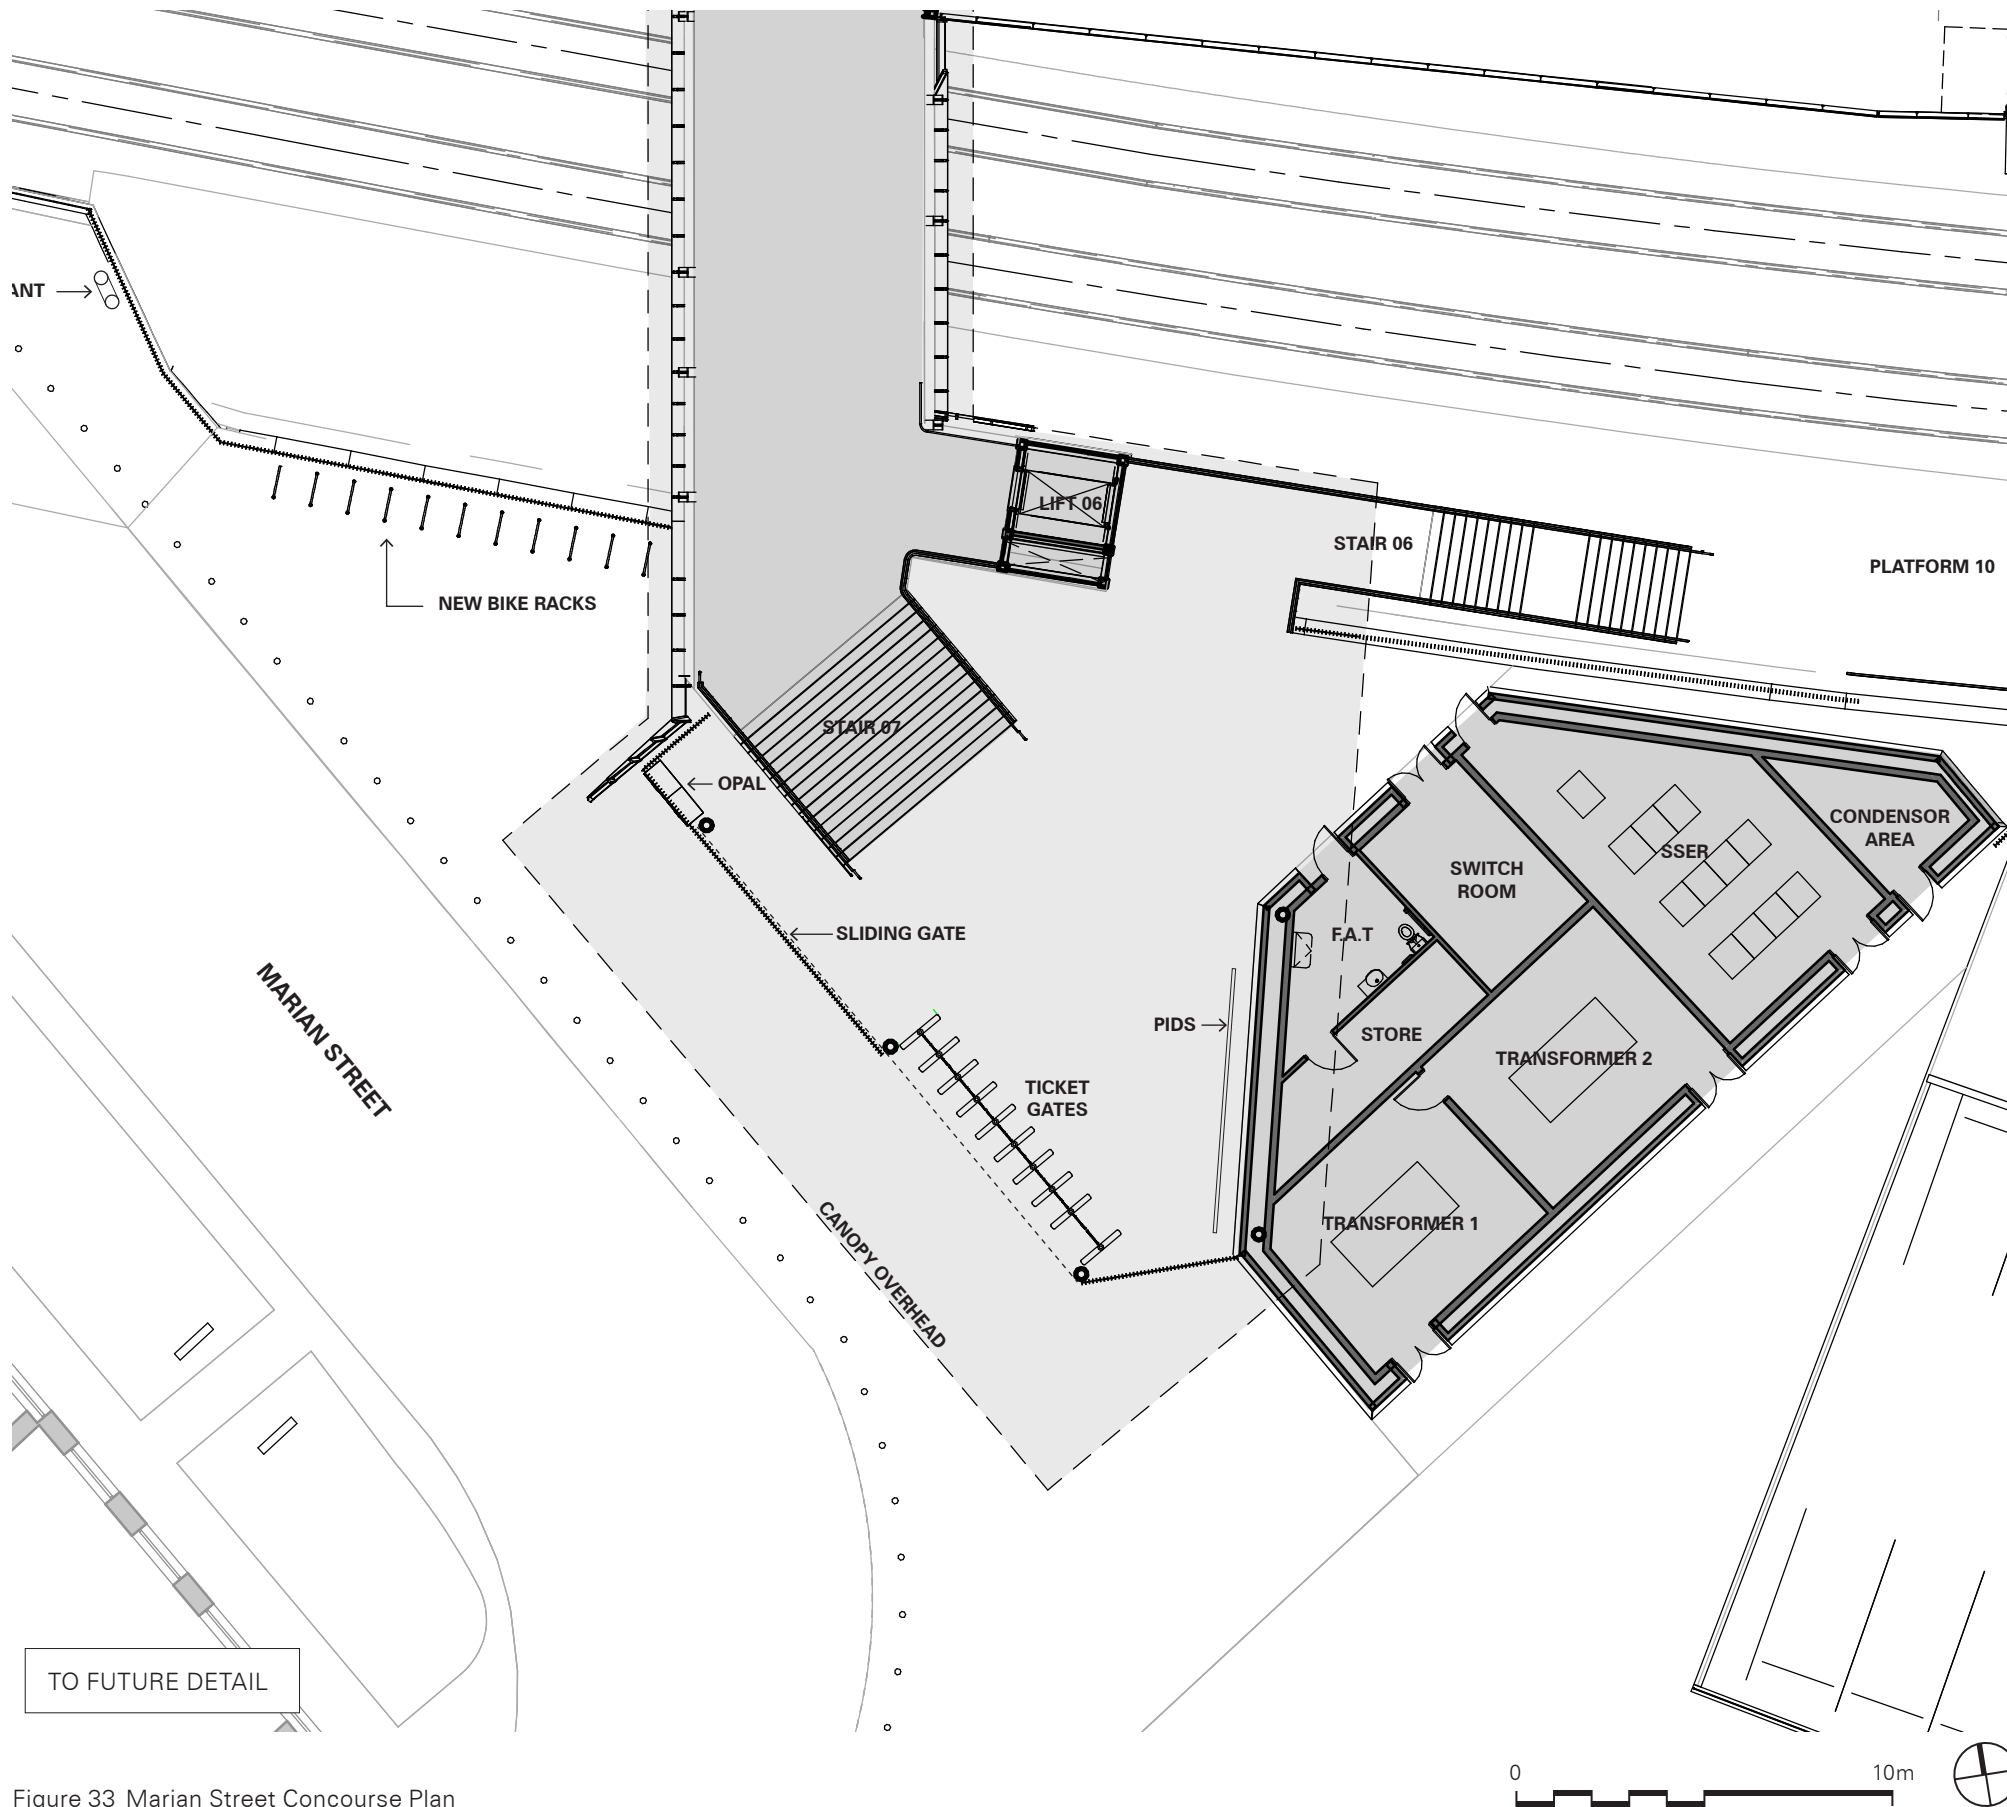 ANT
LIFT 06
STAIR 06
PLATFORM 10
NEW BIKE RACKS
STAIR 07
OPAL
CONDENSOR
AREA
SSER
SWITCH
ROOM
SLIDING GATE
F.A.T
MARIAN STREET
PIDS
STORE
TRANSFORMER 2
TICKET
GATES
TRANSFORMER 1
CANOPY OVERHEAD
TO FUTURE DETAIL
0 10m
Figure 33 Marian Street Concourse Plan